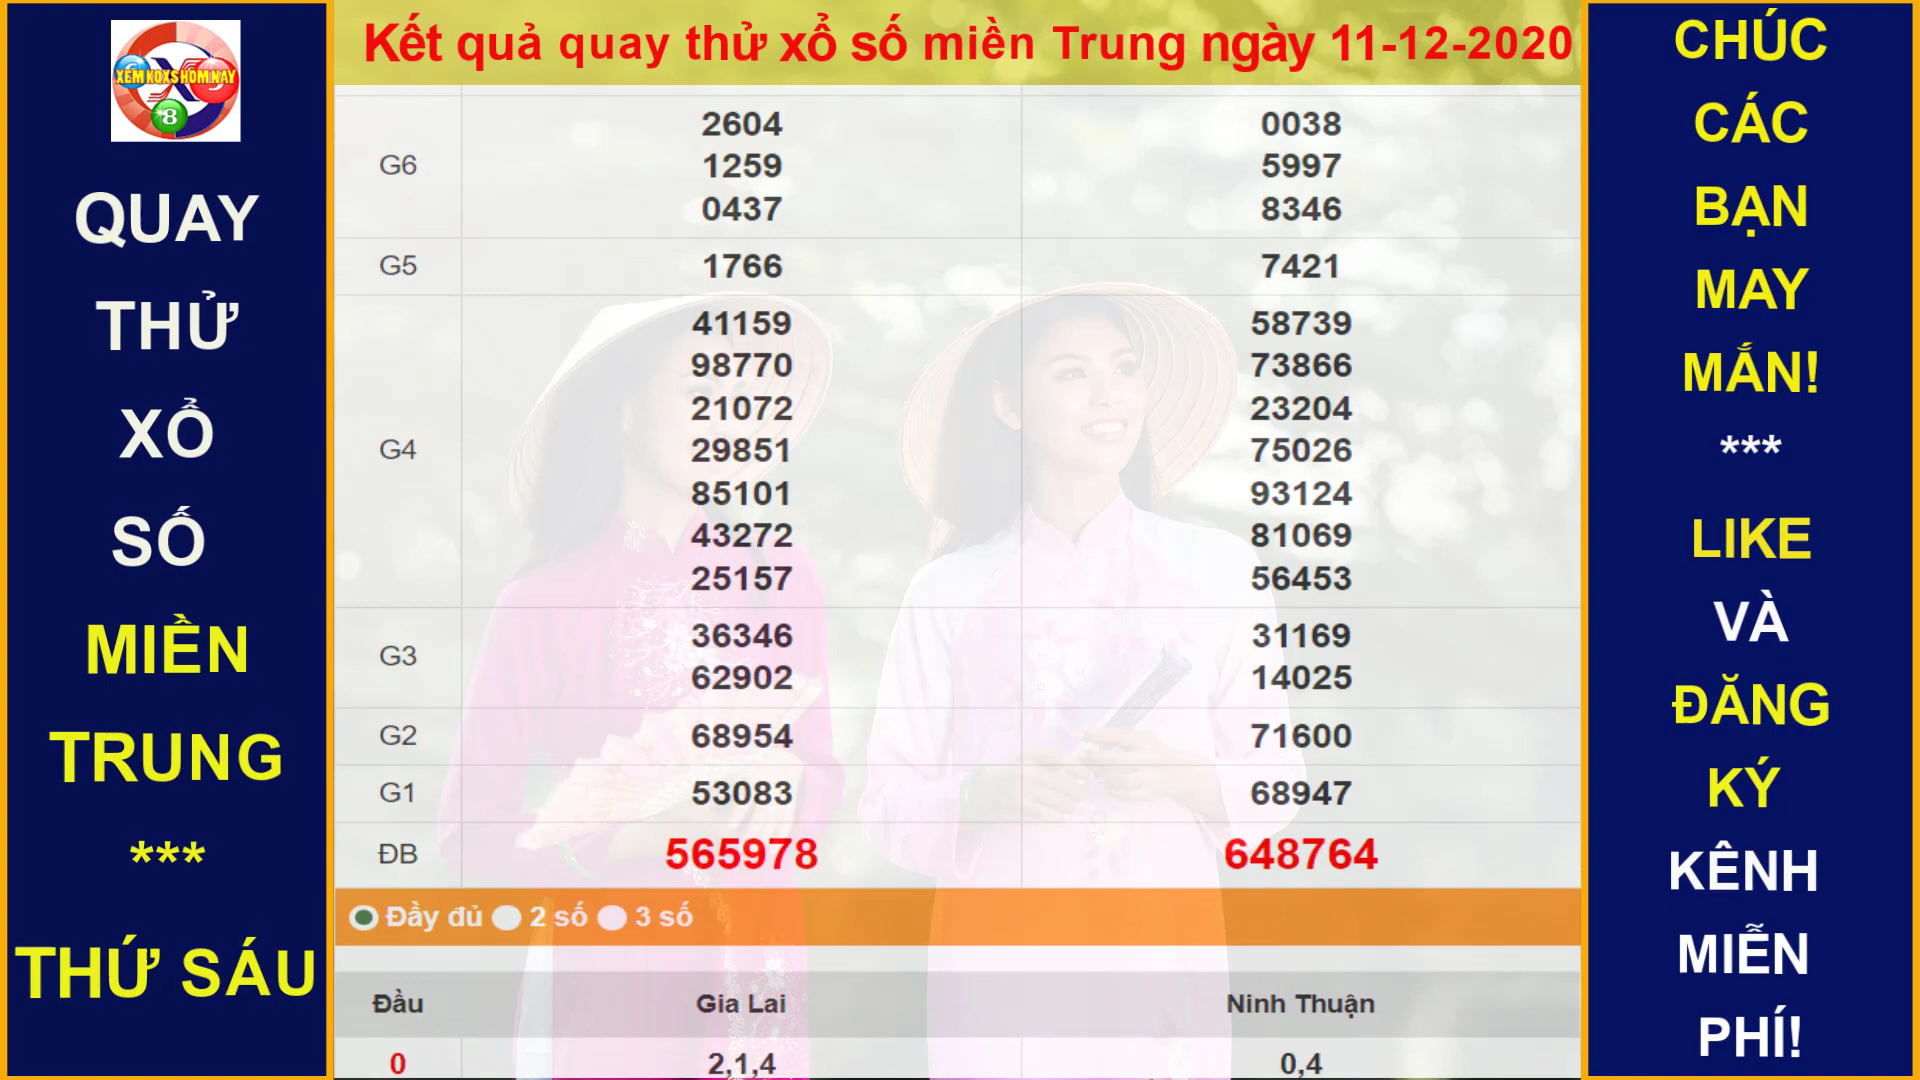 XEMKQXSHOMNAY
8
QUAY
THỬ
XỔ
SỐ
MIỀN
TRUNG
***
THỨ SÁU
Kết quả quay thử xổ số miền Trung ngày 11-12-2020
G6
2604 0038
1259 5997
0437 8346
G5 1766 7421
G4
41159 58739
98770 73866
21072 23204
29851 75026
85101 93124
43272 81069
25157 56453
G3
36346 31169
62902 14025
G2 68954 71600
G1 53083 68947
ĐB 565978 648764
Đầy đủ 2 số 3 số
Đầu Gia Lai Ninh Thuận
0 2,1,4 0,4
CHÚC
CÁC
BẠN
MAY
MẮN!
***
LIKE
VÀ
ĐĂNG
KÝ
KÊNH
MIỄN
PHÍ!